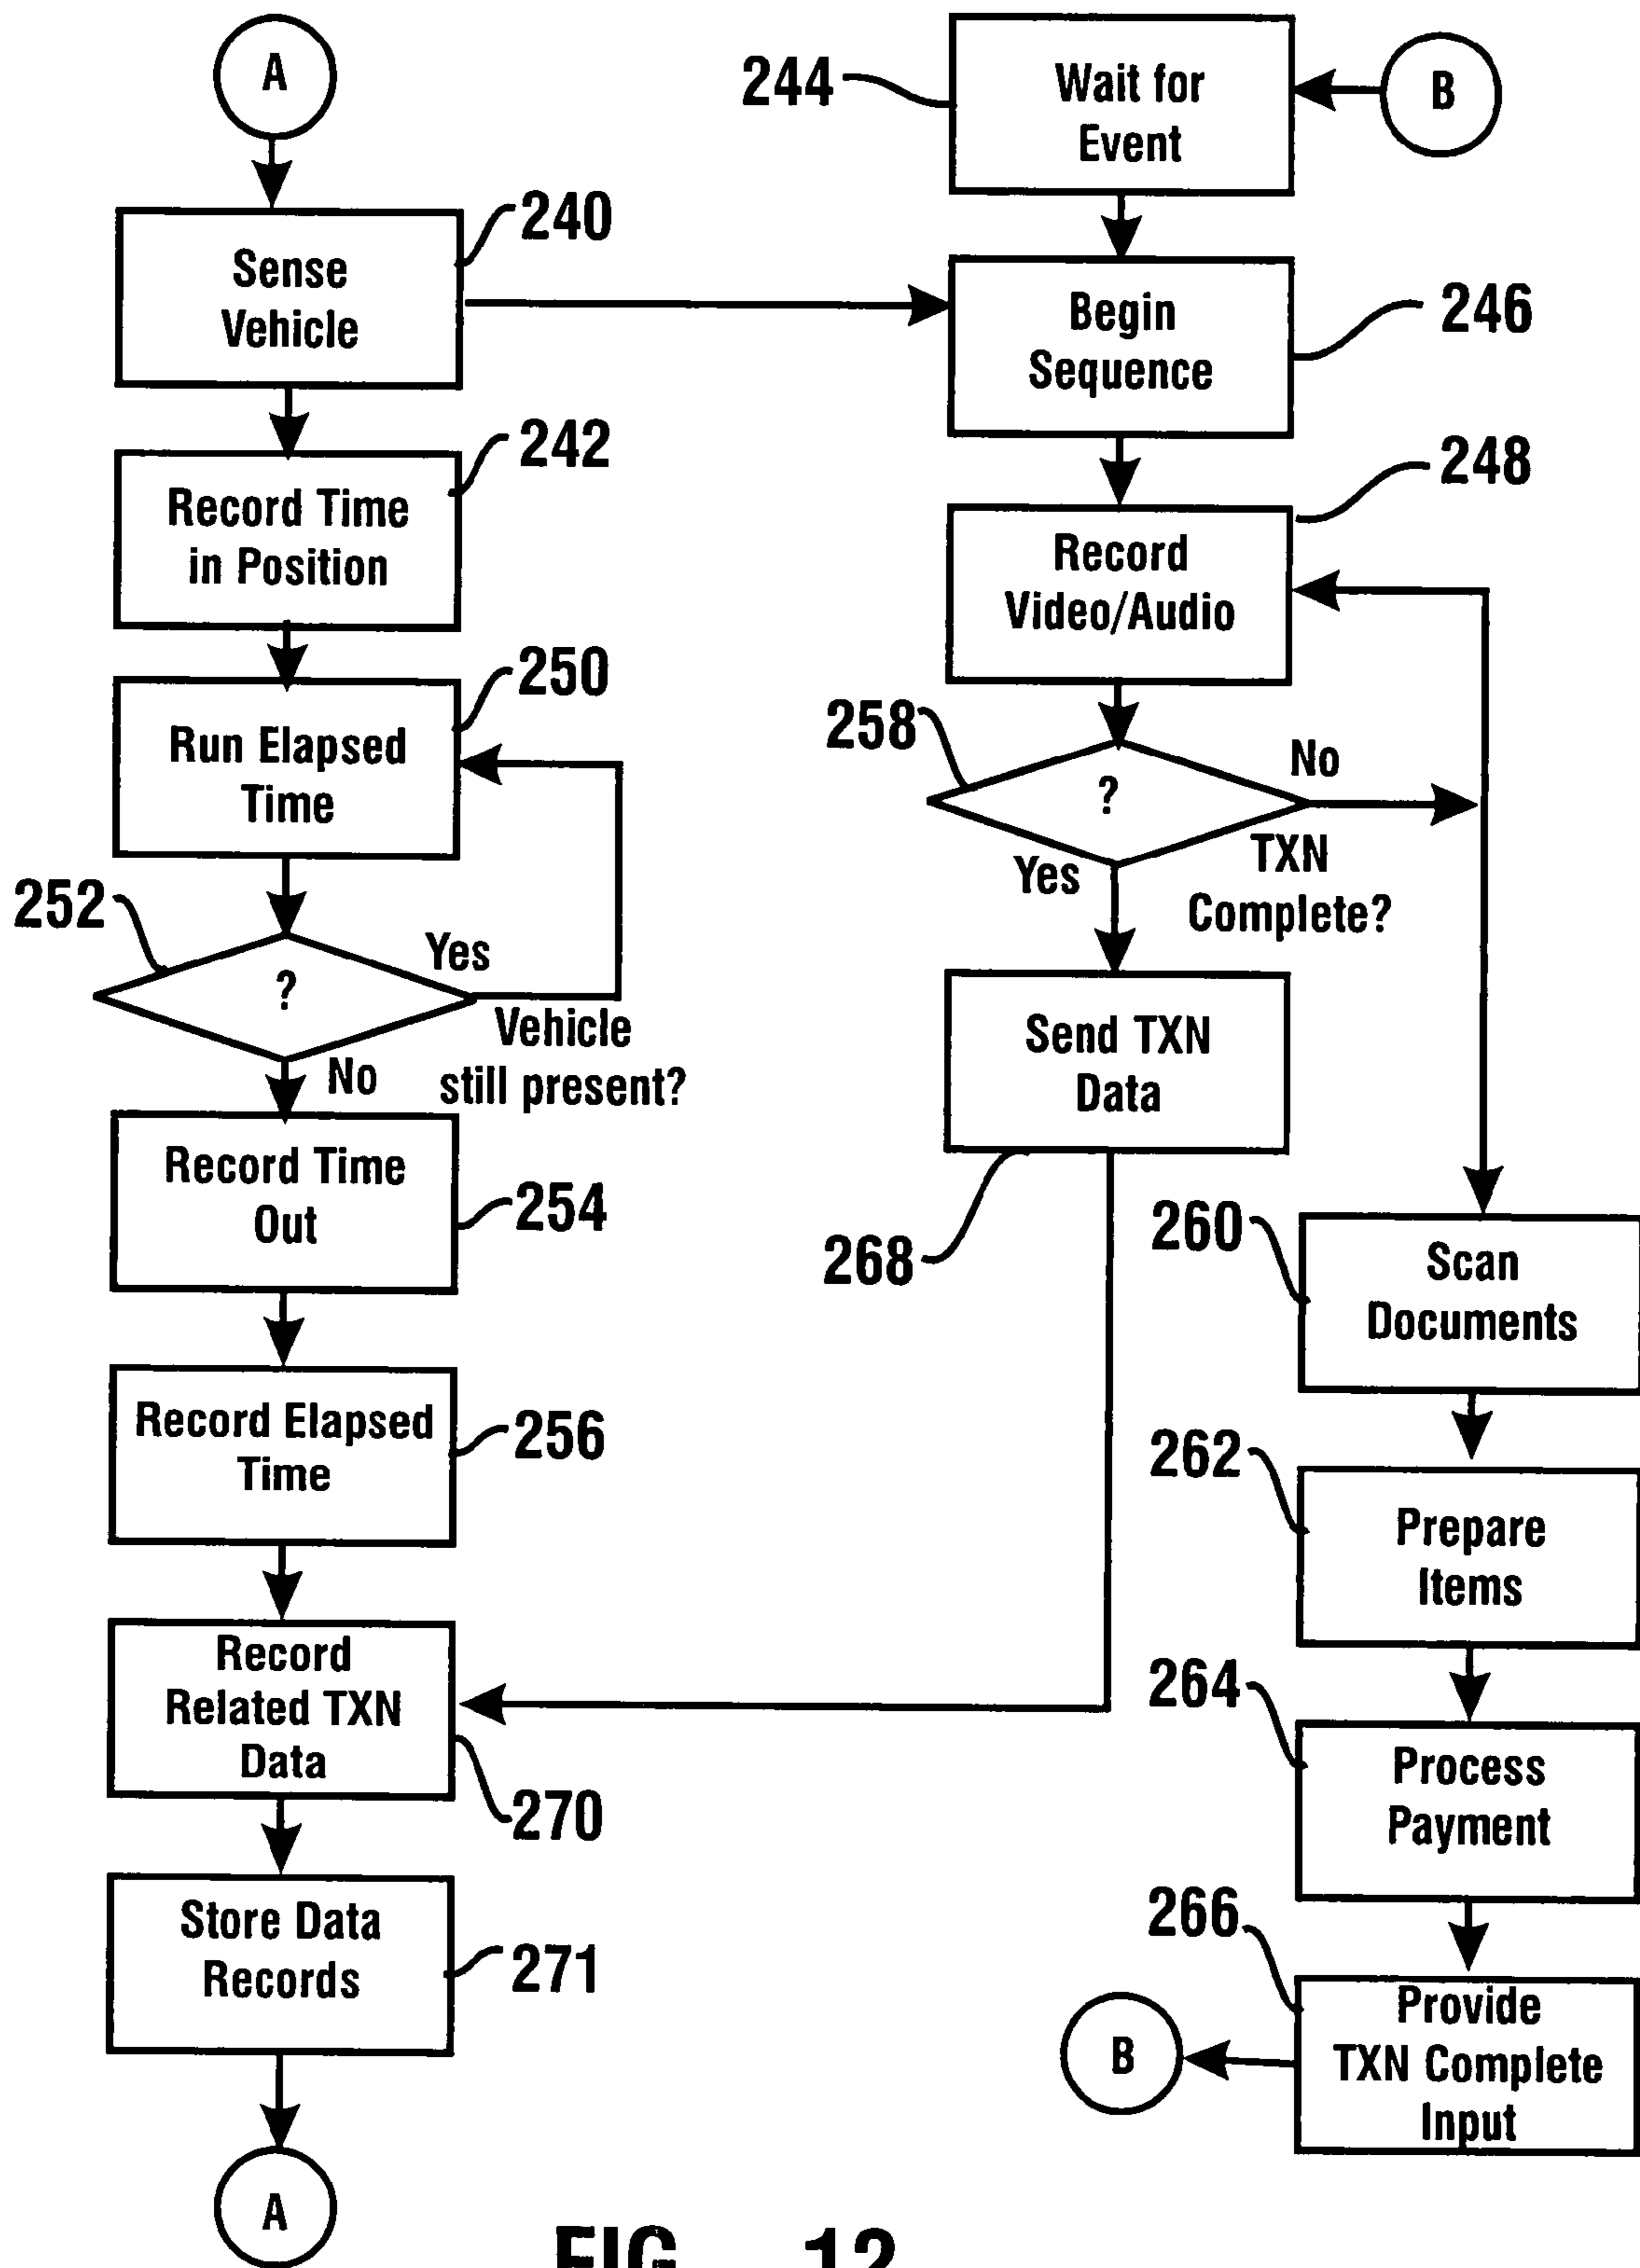 A
240
Sense
Vehicle
242
Record Time
in Position
250
Run Elapsed
Time
252
?
Yes
Vehicle
still present?
No
Record Time
Out
254
Record Elapsed
Time
256
Record
Related TXN
Data
270
Store Data
Records
271
A
244
Wait for
Event
B
Begin
Sequence
246
248
Record
Video/Audio
258
?
No
TXN
Complete?
Yes
Send TXN
Data
268
260
Scan
Documents
262
Prepare
Items
264
Process
Payment
266
Provide
TXN Complete
Input
B
FIG 12